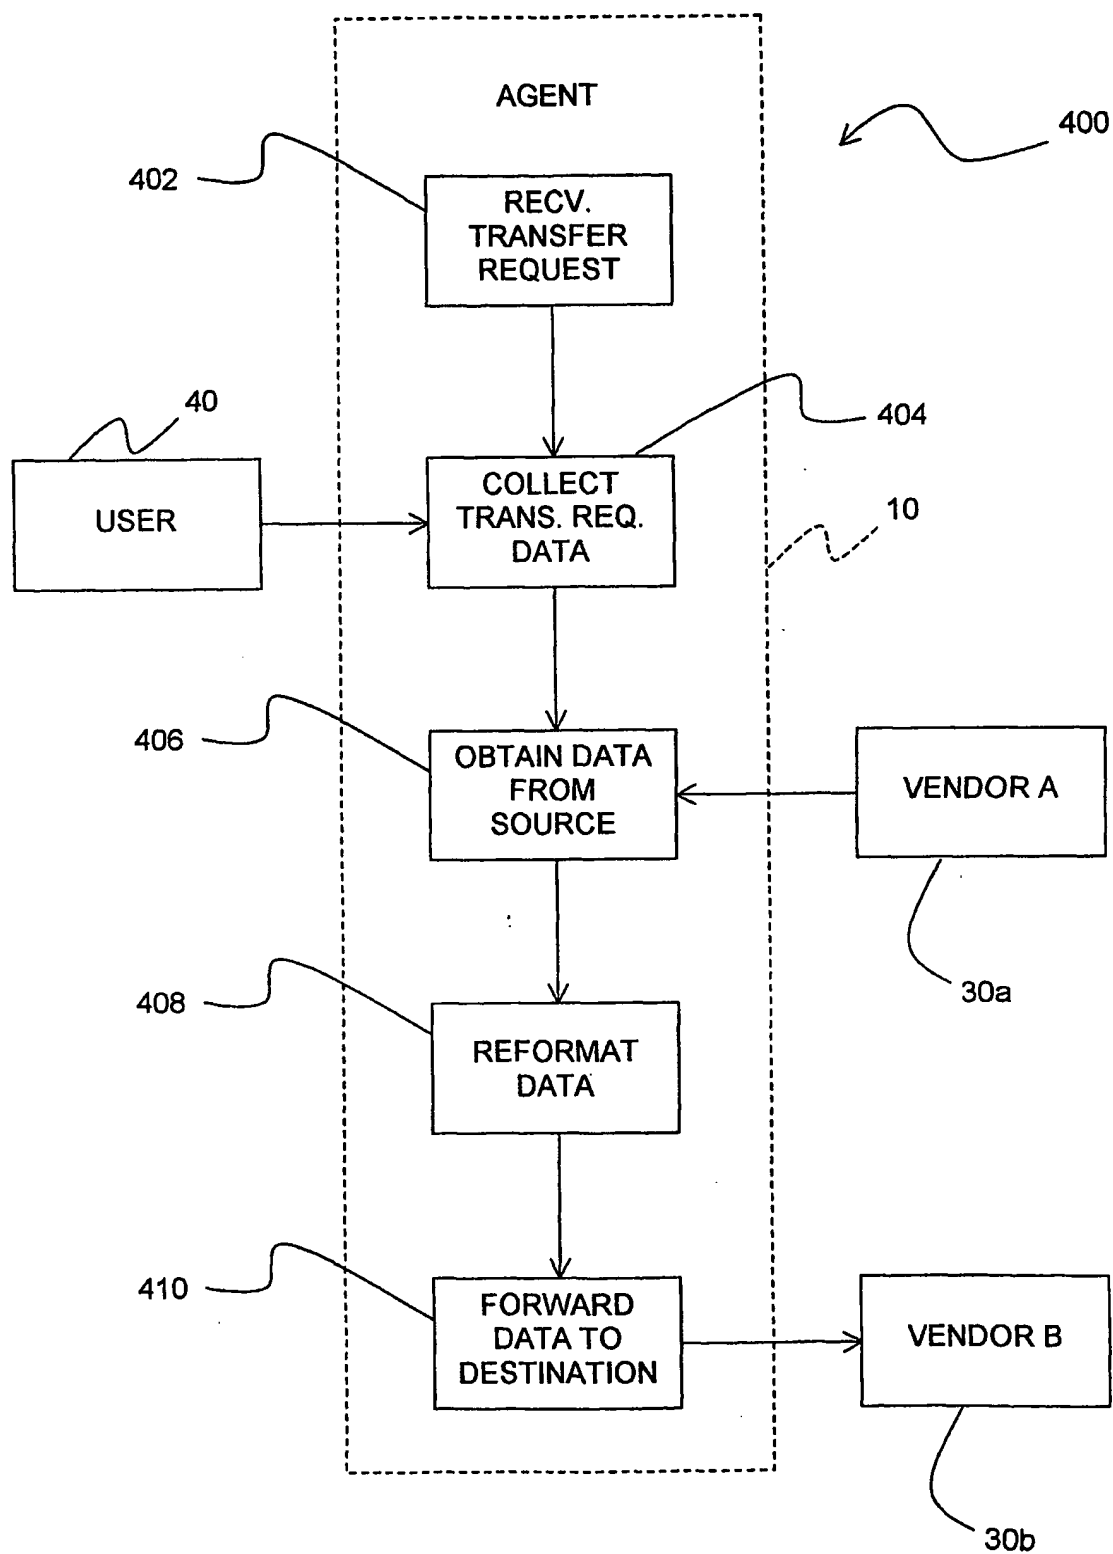 AGENT
400
402
RECV.
TRANSFER
REQUEST
40
404
USER
COLLECT
TRANS. REQ.
DATA
10
406
OBTAIN DATA
FROM
SOURCE
VENDOR A
30a
408
REFORMAT
DATA
410
FORWARD
DATA TO
DESTINATION
VENDOR B
30b